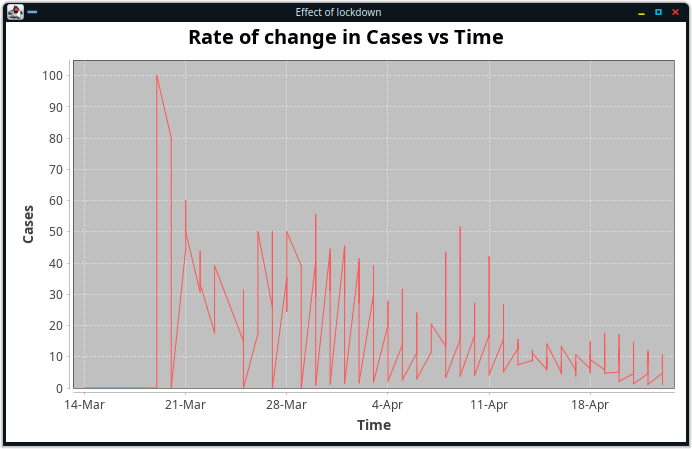 Effect of lockdown
Rate of change in Cases vs Time
Cases
100
90
80
70
60
50
40
30
20
10
0
14-Mar 21-Mar 28-Mar 4-Apr 11-Apr 18-Apr
Time